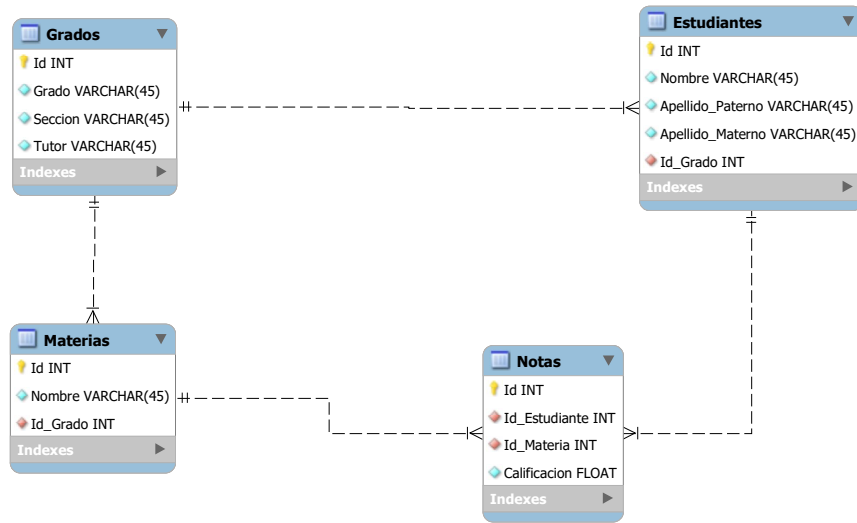 Grados
Id INT
Grado VARCHAR(45)
Seccion VARCHAR(45)
Tutor VARCHAR(45)
Indexes
Estudiantes
Id INT
Nombre VARCHAR(45)
Apellido_Paterno VARCHAR(45)
Apellido_Materno VARCHAR(45)
Id_Grado INT
Indexes
Materias
Id INT
Nombre VARCHAR(45)
Id_Grado INT
Indexes
Notas
Id INT
Id_Estudiante INT
Id_Materia INT
Calificacion FLOAT
Indexes